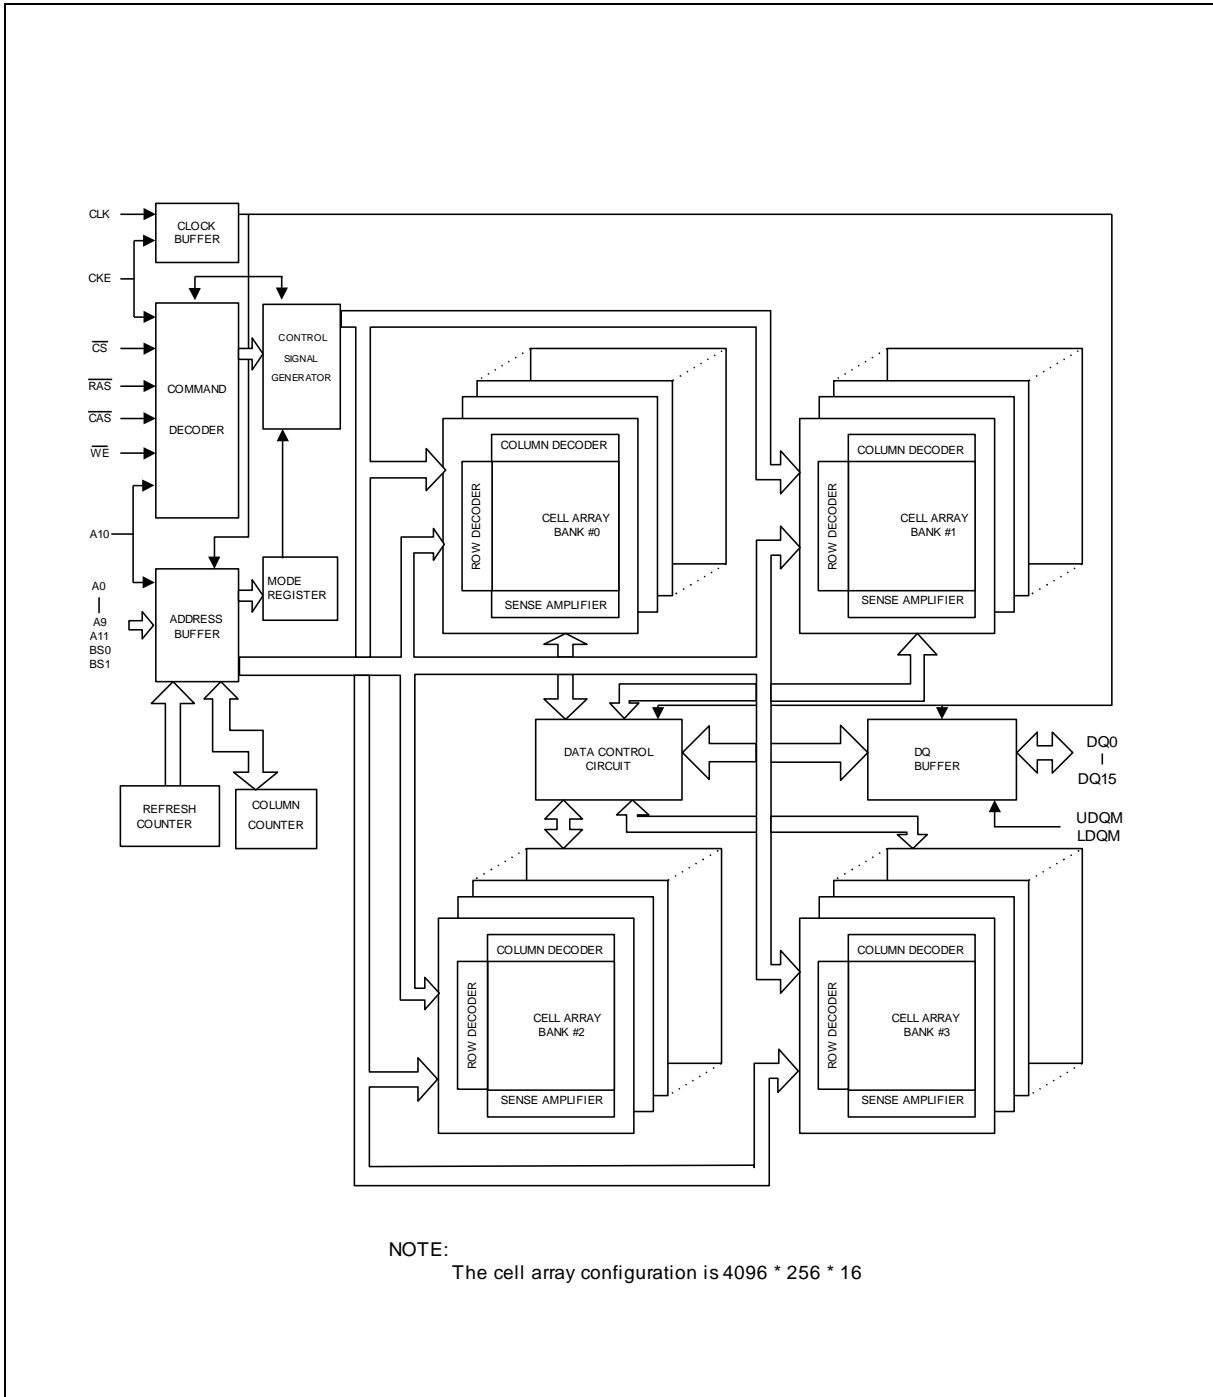 CLK
CLOCK
BUFFER
CKE
CS
RAS
CAS
WE
COMMAND
DECODER
CONTROL
SIGNAL
GENERATOR
A10
A0
A9
A11
BS0
BS1
ADDRESS
BUFFER
MODE
REGISTER
REFRESH
COUNTER
COLUMN
COUNTER
COLUMN DECODER
ROW DECODER
CELL ARRAY
BANK #0
SENSE AMPLIFIER
COLUMN DECODER
ROW DECODER
CELL ARRAY
BANK #1
SENSE AMPLIFIER
DATA CONTROL
CIRCUIT
DQ
BUFFER
DQ0
DQ15
UDQM
LDQM
COLUMN DECODER
ROW DECODER
CELL ARRAY
BANK #2
SENSE AMPLIFIER
COLUMN DECODER
ROW DECODER
CELL ARRAY
BANK #3
SENSE AMPLIFIER
NOTE:
The cell array configuration is 4096 * 256 * 16